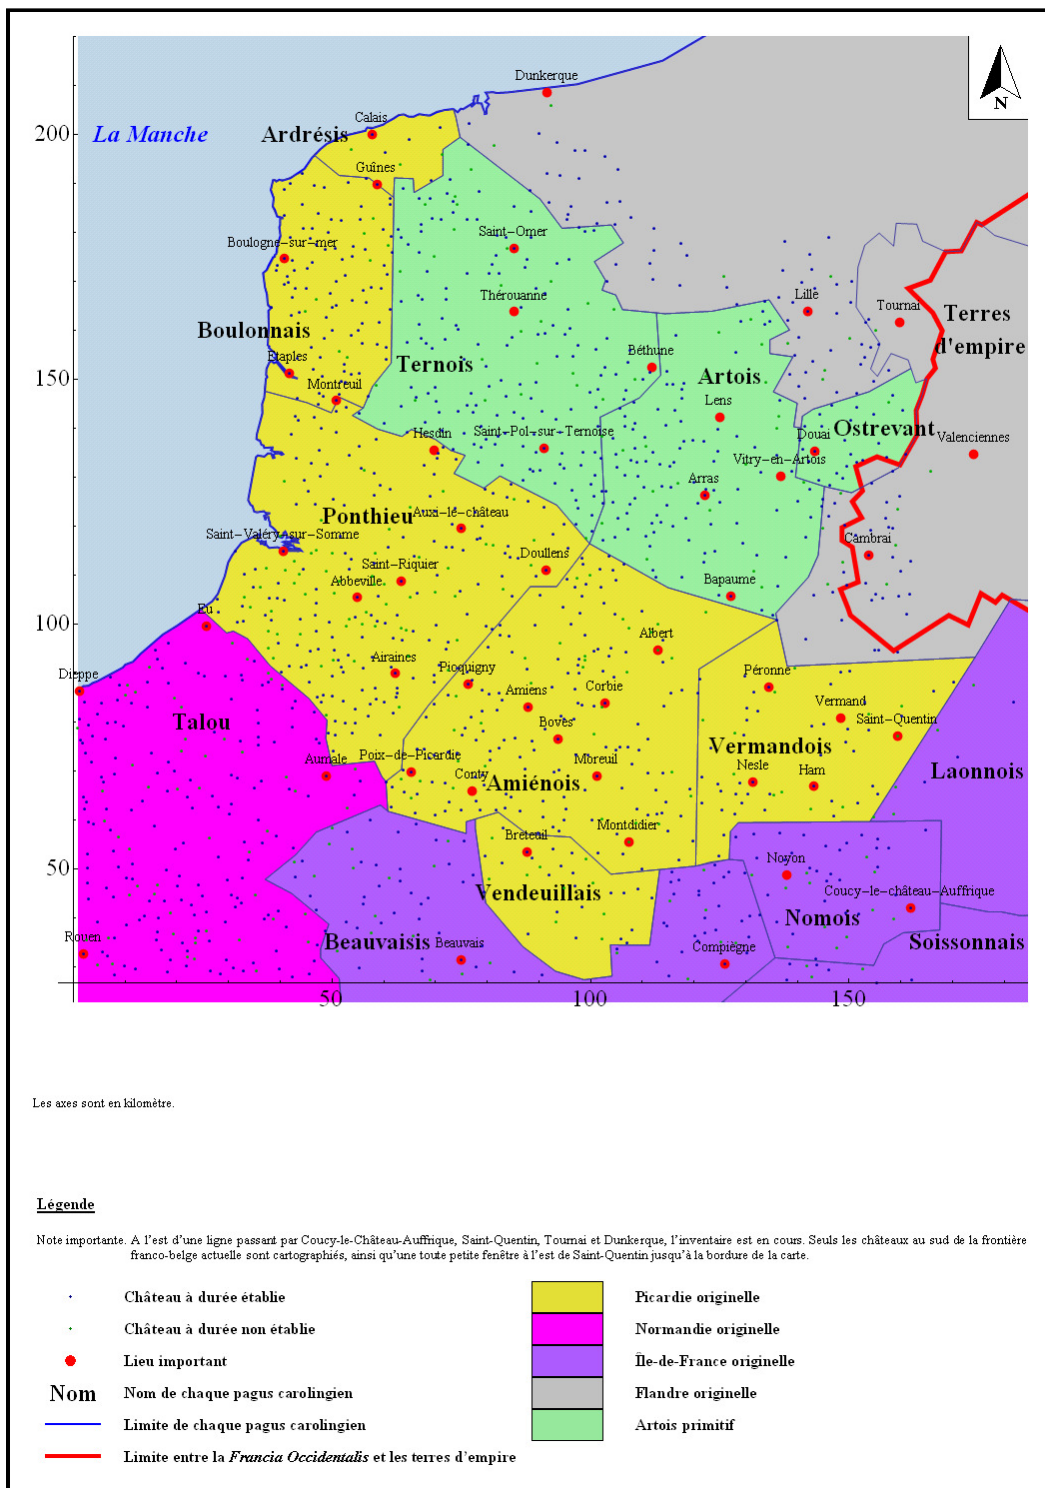 Dunkerque
N
Calais
200
La Manche
Ardrésis
Guînes
Boulogne-sur-mer
Saint-Omer
Thérouanne
Lille
Tournai
Terres
d'empire
Boulonnais
Etaples
Ternois
Béthune
Artois
150
Montreuil
Lens
Hesdin
Saint-Pol-sur-Ternoise
Douai
Ostrevant
Valenciennes
Vitry-en-Artois
Arras
Ponthieu
Auxi-le-château
Saint-Valéry-sur-Somme
Cambrai
Saint-Riquier
Doullens
Abbeville
Bapaume
100
Eu
Albert
Airaines
Picquigny
Péronne
Dieppe
Amiens
Corbie
Vermand
Talou
Boves
Saint-Quentin
Vermandois
Aumale
Poix-de-Picardie
Conty
Amiénois
Moreuil
Nesle
Ham
Laonnois
Montdidier
Breteuil
50
Noyon
Vendeuillais
Coucy-le-château-Auffrique
Nomois
Rouen
Beauvaisis
Beauvais
Compiègne
Soissonnais
50
100
150
Les axes sont en kilomètre.
Légende
Note importante. A l'est d'une ligne passant par Coucy-le-Château-Auffrique, Saint-Quentin, Tournai et Dunkerque, l'inventaire est en cours. Seuls les châteaux au sud de la frontière
franco-belge actuelle sont cartographiés, ainsi qu'une toute petite fenêtre à l'est de Saint-Quentin jusqu'à la bordure de la carte.
Château à durée établie
Château à durée non établie
Lieu important
Nom
Nom de chaque pagus carolingien
Limite de chaque pagus carolingien
Limite entre la Francia Occidentalis et les terres d'empire
Picardie originelle
Normandie originelle
Île-de-France originelle
Flandre originelle
Artois primitif